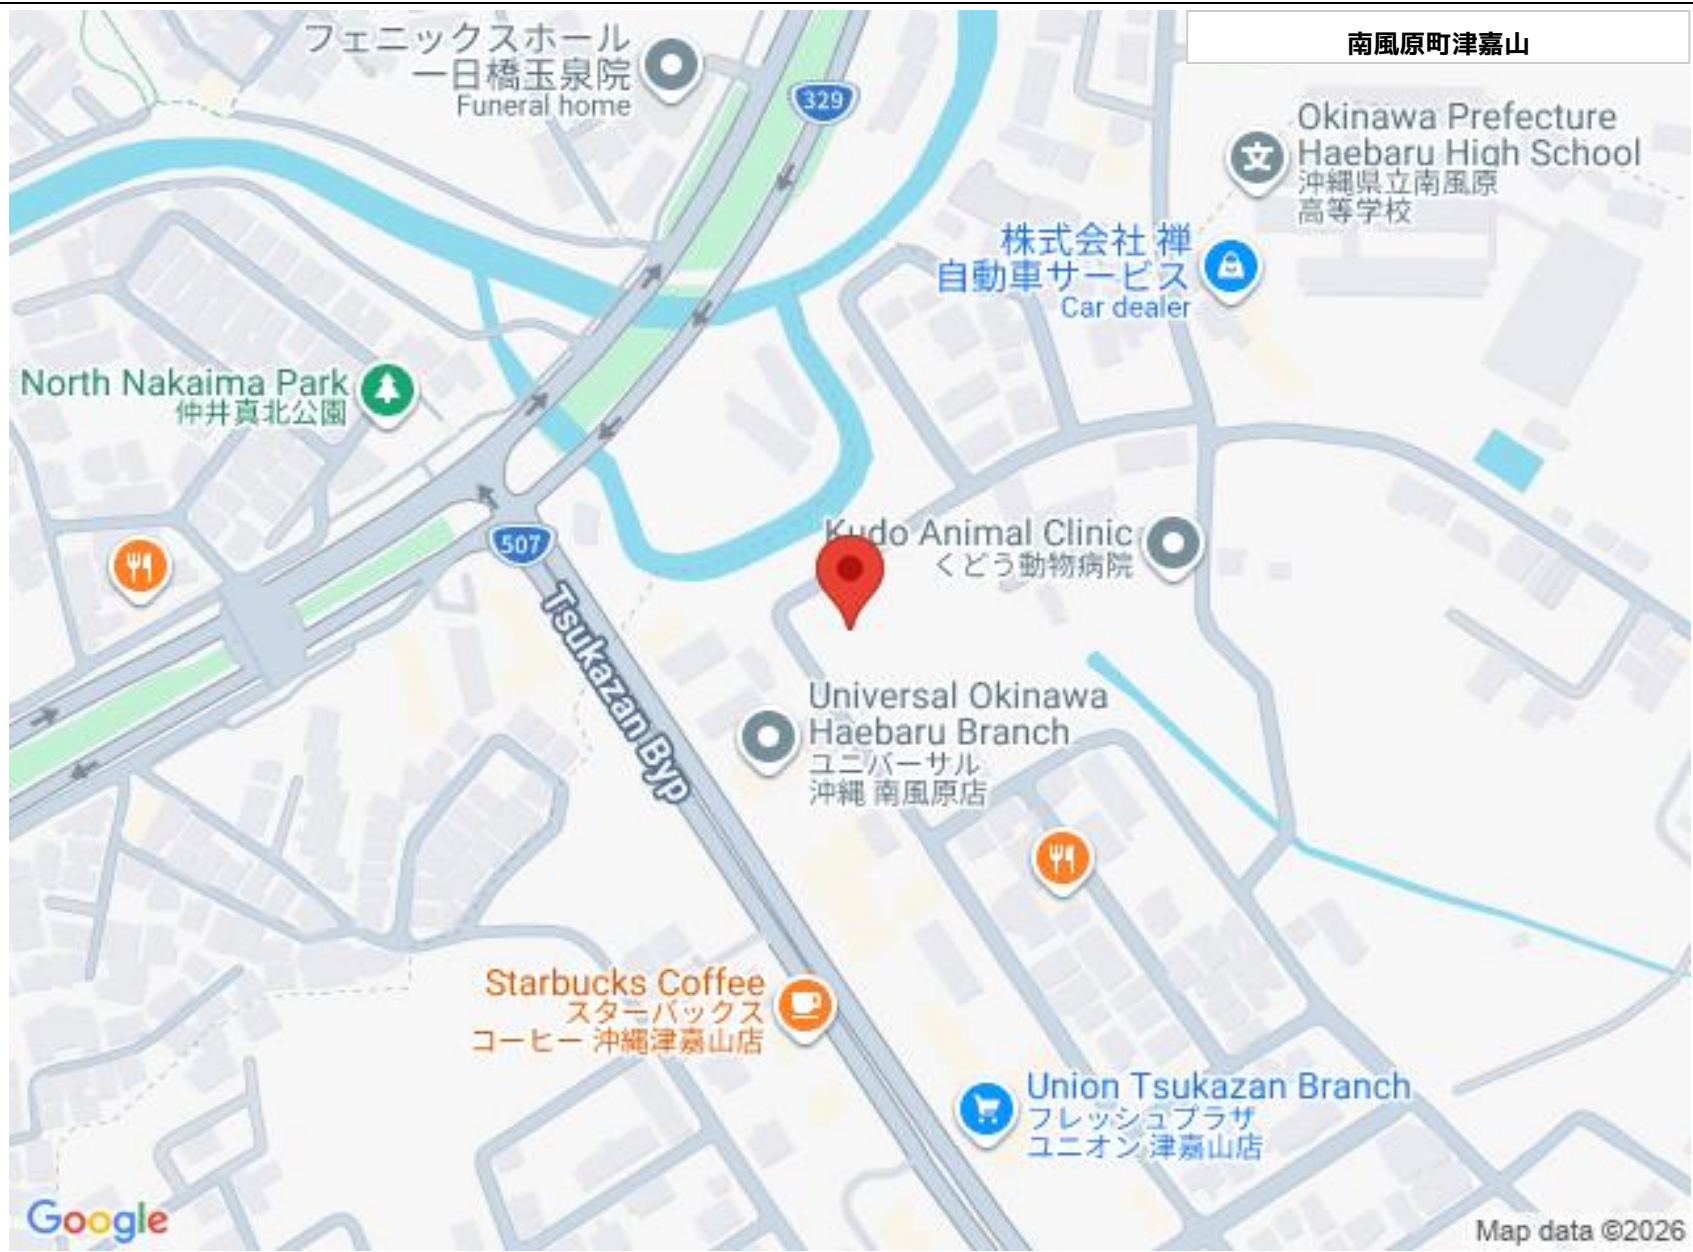 南風原町津嘉山
フェニックスホール
一日橋玉泉院
Funeral home
329
Okinawa Prefecture
Haebaru High School
沖縄県立南風原
高等学校
文
株式会社 禅
自動車サービス
Car dealer
North Nakaima Park
仲井真北公園
507
Kudo Animal Clinic
くどう動物病院
Tsukazan Byp
Universal Okinawa
Haebaru Branch
ユニバーサル
沖縄 南風原店
Starbucks Coffee
スターバックス
コーヒー 沖縄津嘉山店
Union Tsukazan Branch
フレッシュプラザ
ユニオン 津嘉山店
Google
Map data ©2026